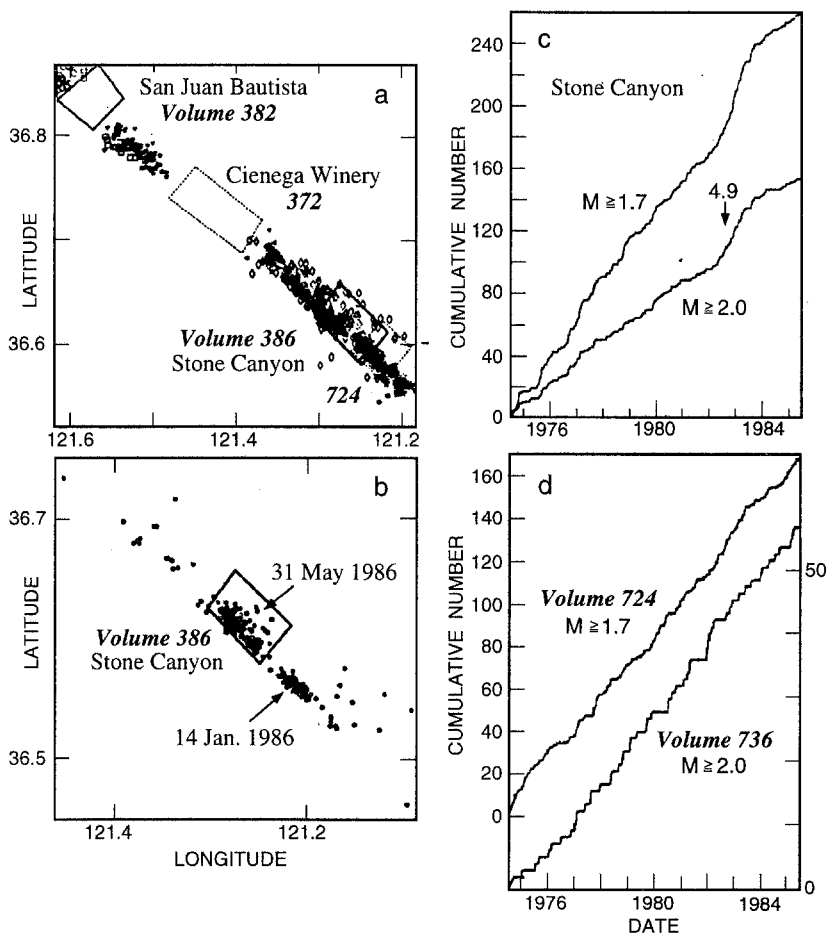 a
San Juan Bautista
Volume 382
Cienega Winery
372
Volume 386
Stone Canyon
724
LATITUDE
36.8
36.6
121.6
121.4
121.2
b
31 May 1986
Volume 386
Stone Canyon
14 Jan. 1986
LATITUDE
36.7
36.5
121.4
121.2
LONGITUDE
c
Stone Canyon
M ≧ 1.7
4.9
M ≧ 2.0
CUMULATIVE NUMBER
240
200
160
120
80
40
0
1976
1980
1984
d
Volume 724
M ≧ 1.7
Volume 736
M ≧ 2.0
CUMULATIVE NUMBER
160
140
120
100
80
60
40
20
0
50
0
1976
1980
1984
DATE